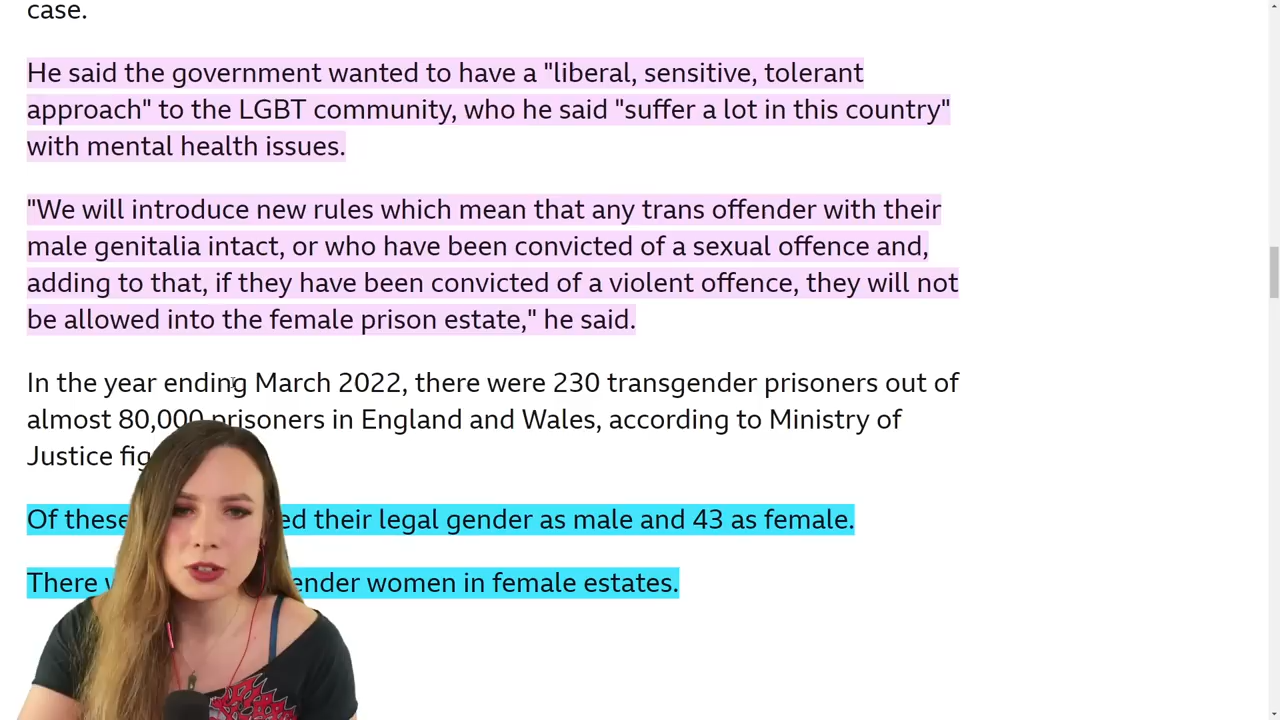 case.
He said the government wanted to have a "liberal, sensitive, tolerant
approach" to the LGBT community, who he said "suffer a lot in this country"
with mental health issues.
"We will introduce new rules which mean that any trans offender with their
male genitalia intact, or who have been convicted of a sexual offence and,
adding to that, if they have been convicted of a violent offence, they will not
be allowed into the female prison estate," he said.
In the year ending March 2022, there were 230 transgender prisoners out of
almost 80,000 prisoners in England and Wales, according to Ministry of
Justice
Of these their legal gender as male and 43 as female.
There women in female estates.